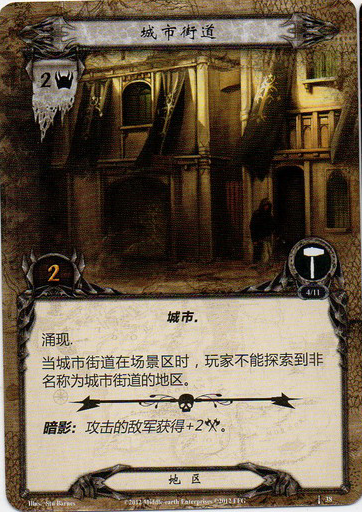 城市街道
2
2
4/11
城市.
涌现.
当城市街道在场景区时，玩家不能探索到非
名称为城市街道的地区。
暗影：攻击的敌军获得+2。
地区
Illus. Stu Barnes
©2012 Middle-earth Enterprises ©2012 FFG
38